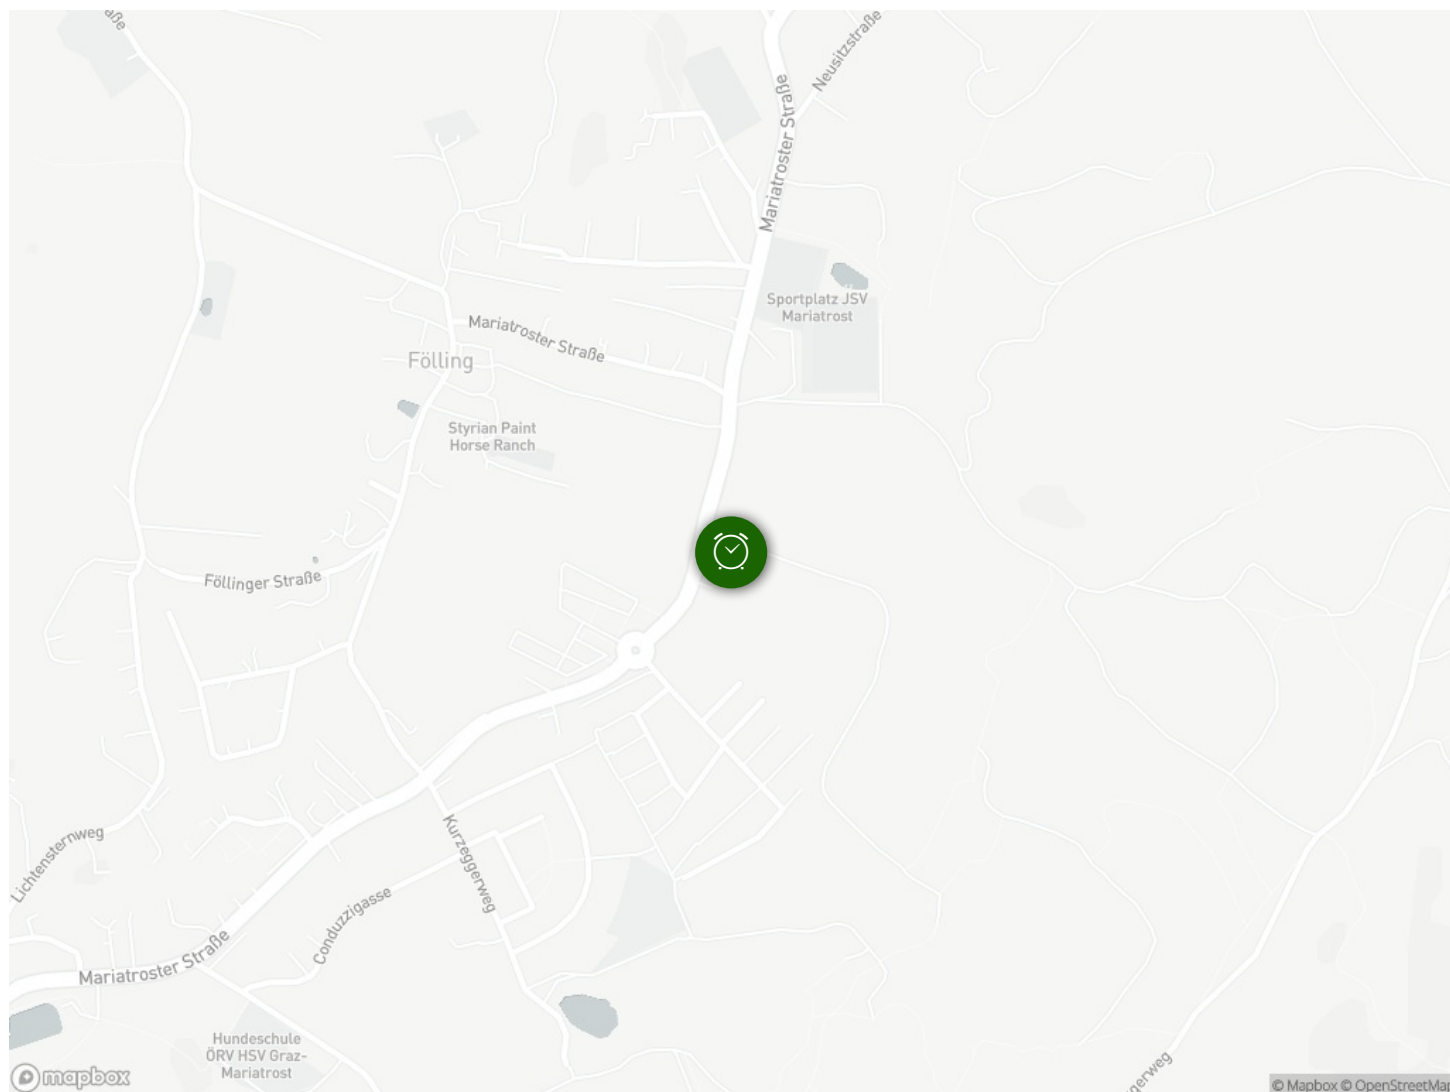 Neusitzstraße
Mariatroster Straße
Sportplatz JSV
Mariatrost
Mariatroster Straße
Fölling
Styrian Paint
Horse Ranch
Föllinger Straße
Lichtensternweg
Kurzeggerweg
Conduzzigasse
Mariatroster Straße
Hundeschule
ÖRV HSV Graz-
Mariatrost
mapbox
© Mapbox © OpenStreetMap